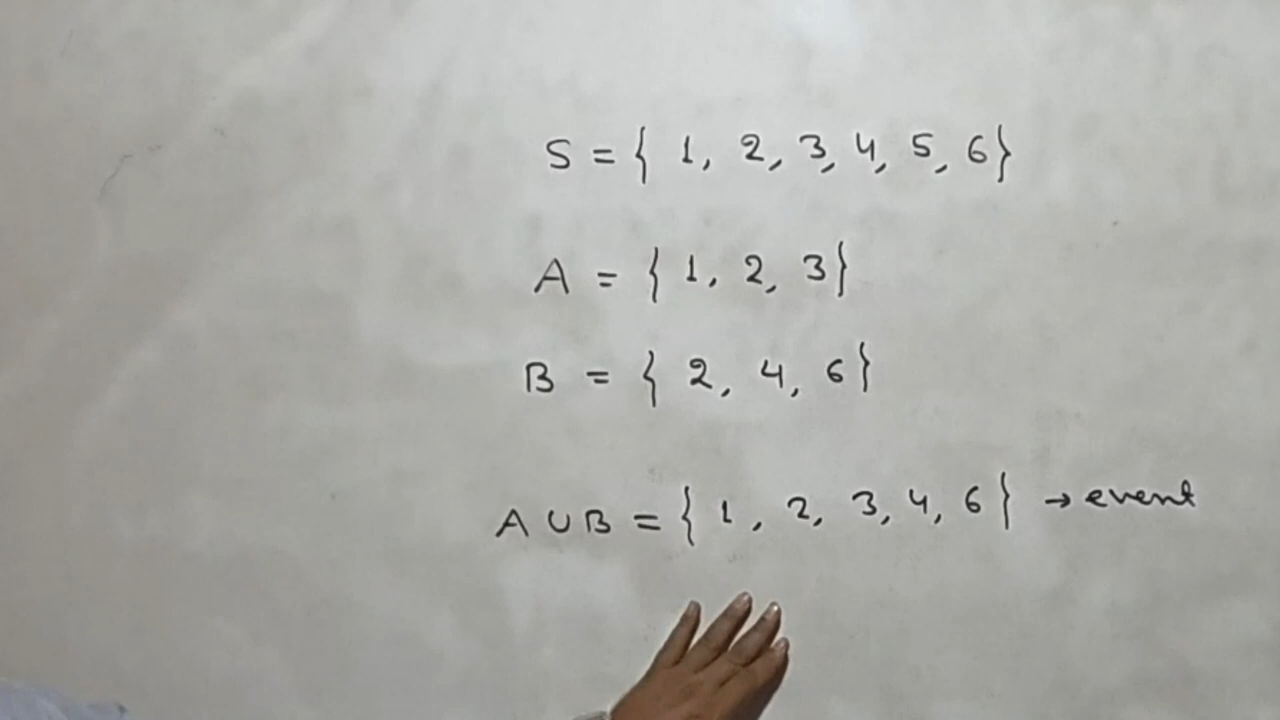 S = { 1, 2, 3, 4, 5, 6}
A = { 1, 2, 3}
B = { 2, 4, 6}
A ∪ B = { 1, 2, 3, 4, 6} → event